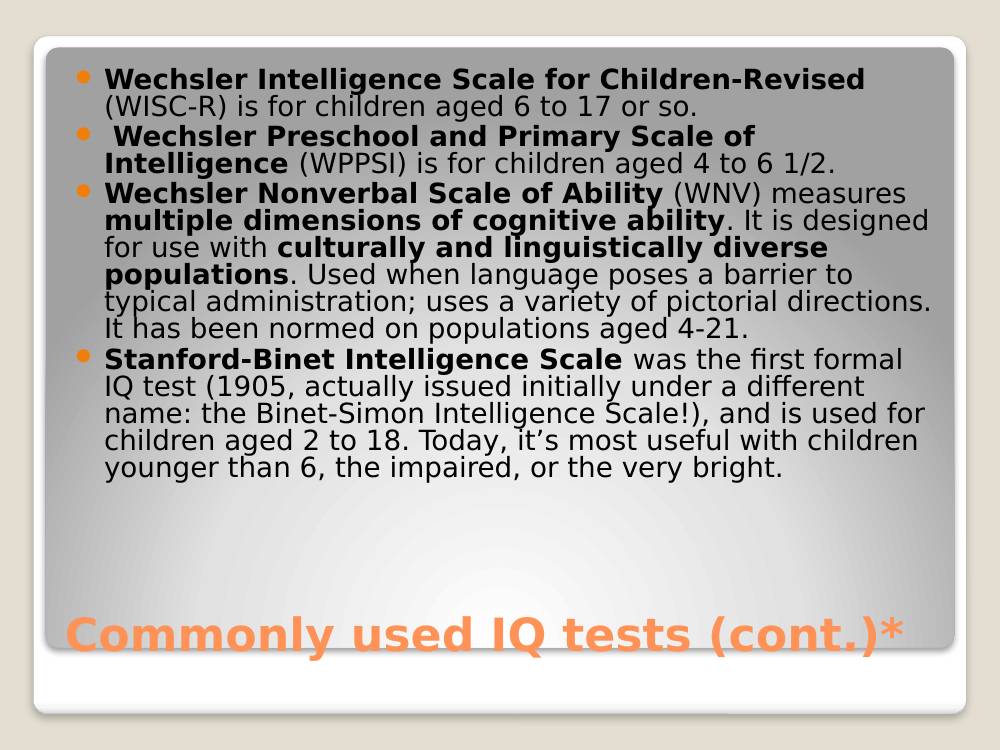 Wechsler Intelligence Scale for Children-Revised
(WISC-R) is for children aged 6 to 17 or so.
Wechsler Preschool and Primary Scale of
Intelligence (WPPSI) is for children aged 4 to 6 1/2.
Wechsler Nonverbal Scale of Ability (WNV) measures
multiple dimensions of cognitive ability. It is designed
for use with culturally and linguistically diverse
populations. Used when language poses a barrier to
typical administration; uses a variety of pictorial directions.
It has been normed on populations aged 4-21.
Stanford-Binet Intelligence Scale was the first formal
IQ test (1905, actually issued initially under a different
name: the Binet-Simon Intelligence Scale!), and is used for
children aged 2 to 18. Today, it’s most useful with children
younger than 6, the impaired, or the very bright.
Commonly used IQ tests (cont.)*